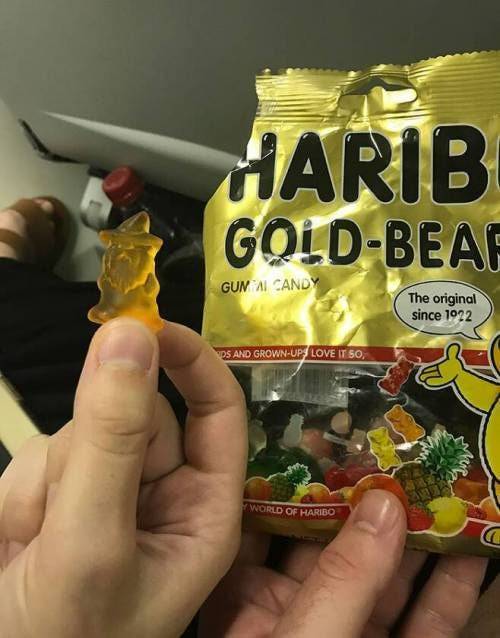 HARIB
GOLD-BEAR
GUMMI CANDY
The original
since 1922
DS AND GROWN-UPS LOVE IT SO,
Y WORLD OF HARIBO